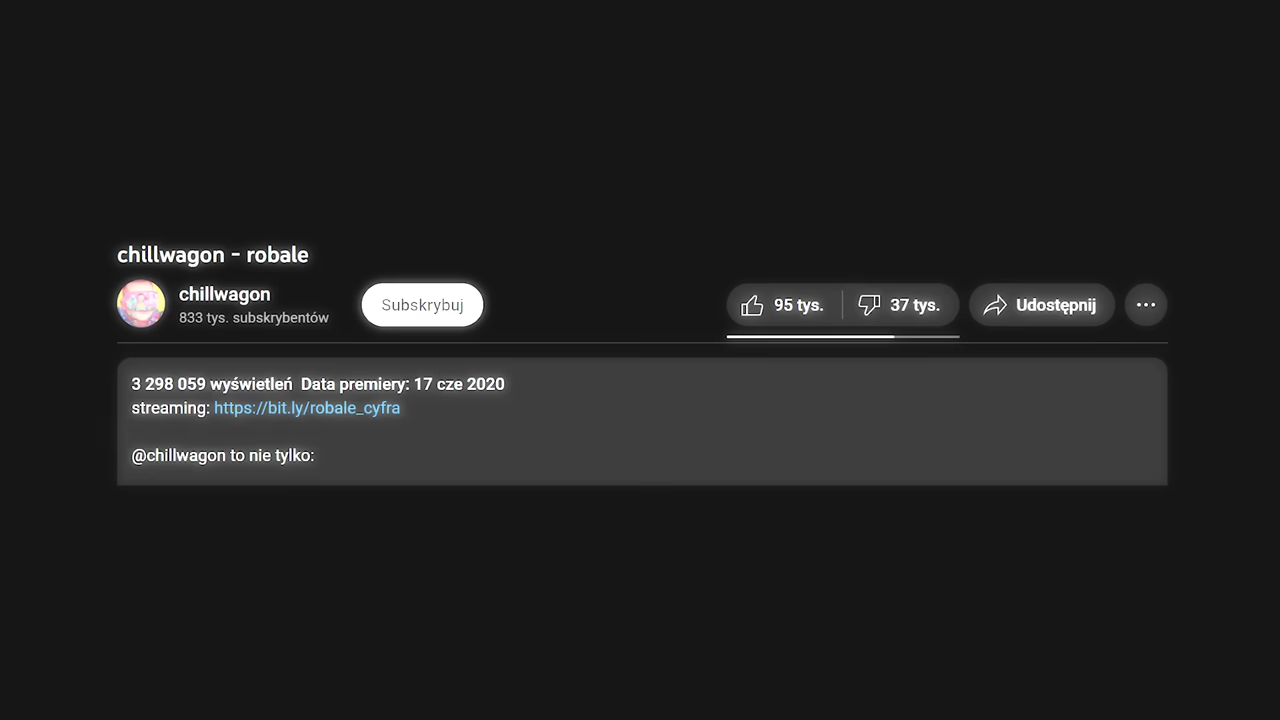 chillwagon - robale
chillwagon
833 tys. subskrybentów
Subskrybuj
95 tys.
37 tys.
Udostępnij
3 298 059 wyświetleń  Data premiery: 17 cze 2020
streaming: https://bit.ly/robale_cyfra
@chillwagon to nie tylko: